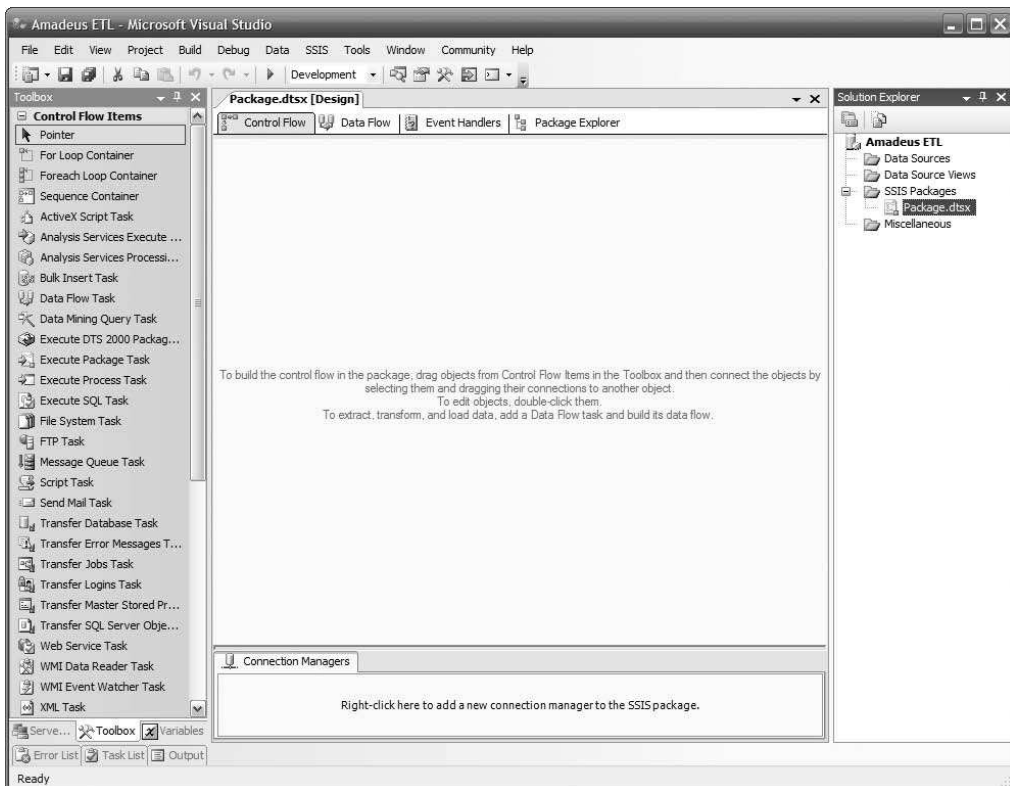 Amadeus ETL - Microsoft Visual Studio
File Edit View Project Build Debug Data SSIS Tools Window Community Help
Development
Toolbox
Control Flow Items
Pointer
For Loop Container
Foreach Loop Container
Sequence Container
ActiveX Script Task
Analysis Services Execute ...
Analysis Services Processi...
Bulk Insert Task
Data Flow Task
Data Mining Query Task
Execute DTS 2000 Packag...
Execute Package Task
Execute Process Task
Execute SQL Task
File System Task
FTP Task
Message Queue Task
Script Task
Send Mail Task
Transfer Database Task
Transfer Error Messages T...
Transfer Jobs Task
Transfer Logins Task
Transfer Master Stored Pr...
Transfer SQL Server Obje...
Web Service Task
WMI Data Reader Task
WMI Event Watcher Task
XML Task
Serve... Toolbox Variables
Error List Task List Output
Ready
Package.dtsx [Design]
Control Flow Data Flow Event Handlers Package Explorer
To build the control flow in the package, drag objects from Control Flow Items in the Toolbox and then connect the objects by
selecting them and dragging their connections to another object.
To edit objects, double-click them.
To extract, transform, and load data, add a Data Flow task and build its data flow.
Connection Managers
Right-click here to add a new connection manager to the SSIS package.
Solution Explorer
Amadeus ETL
Data Sources
Data Source Views
SSIS Packages
Package.dtsx
Miscellaneous